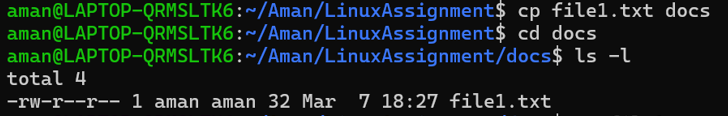 aman@LAPTOP-QRMSLTK6:~/Aman/LinuxAssignment$ cp file1.txt docs
aman@LAPTOP-QRMSLTK6:~/Aman/LinuxAssignment$ cd docs
aman@LAPTOP-QRMSLTK6:~/Aman/LinuxAssignment/docs$ ls -l
total 4
-rw-r--r-- 1 aman aman 32 Mar  7 18:27 file1.txt